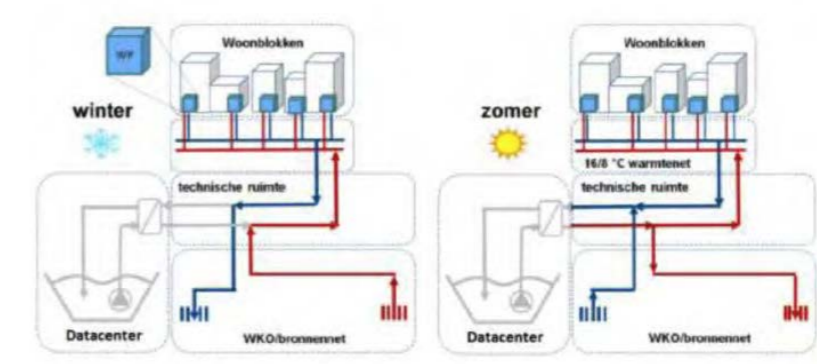 Woonblokken
WP
winter
technische ruimte
Datacenter
WKO/bronnennet
Woonblokken
zomer
16/8 °C warmtenet
technische ruimte
Datacenter
WKO/bronnennet